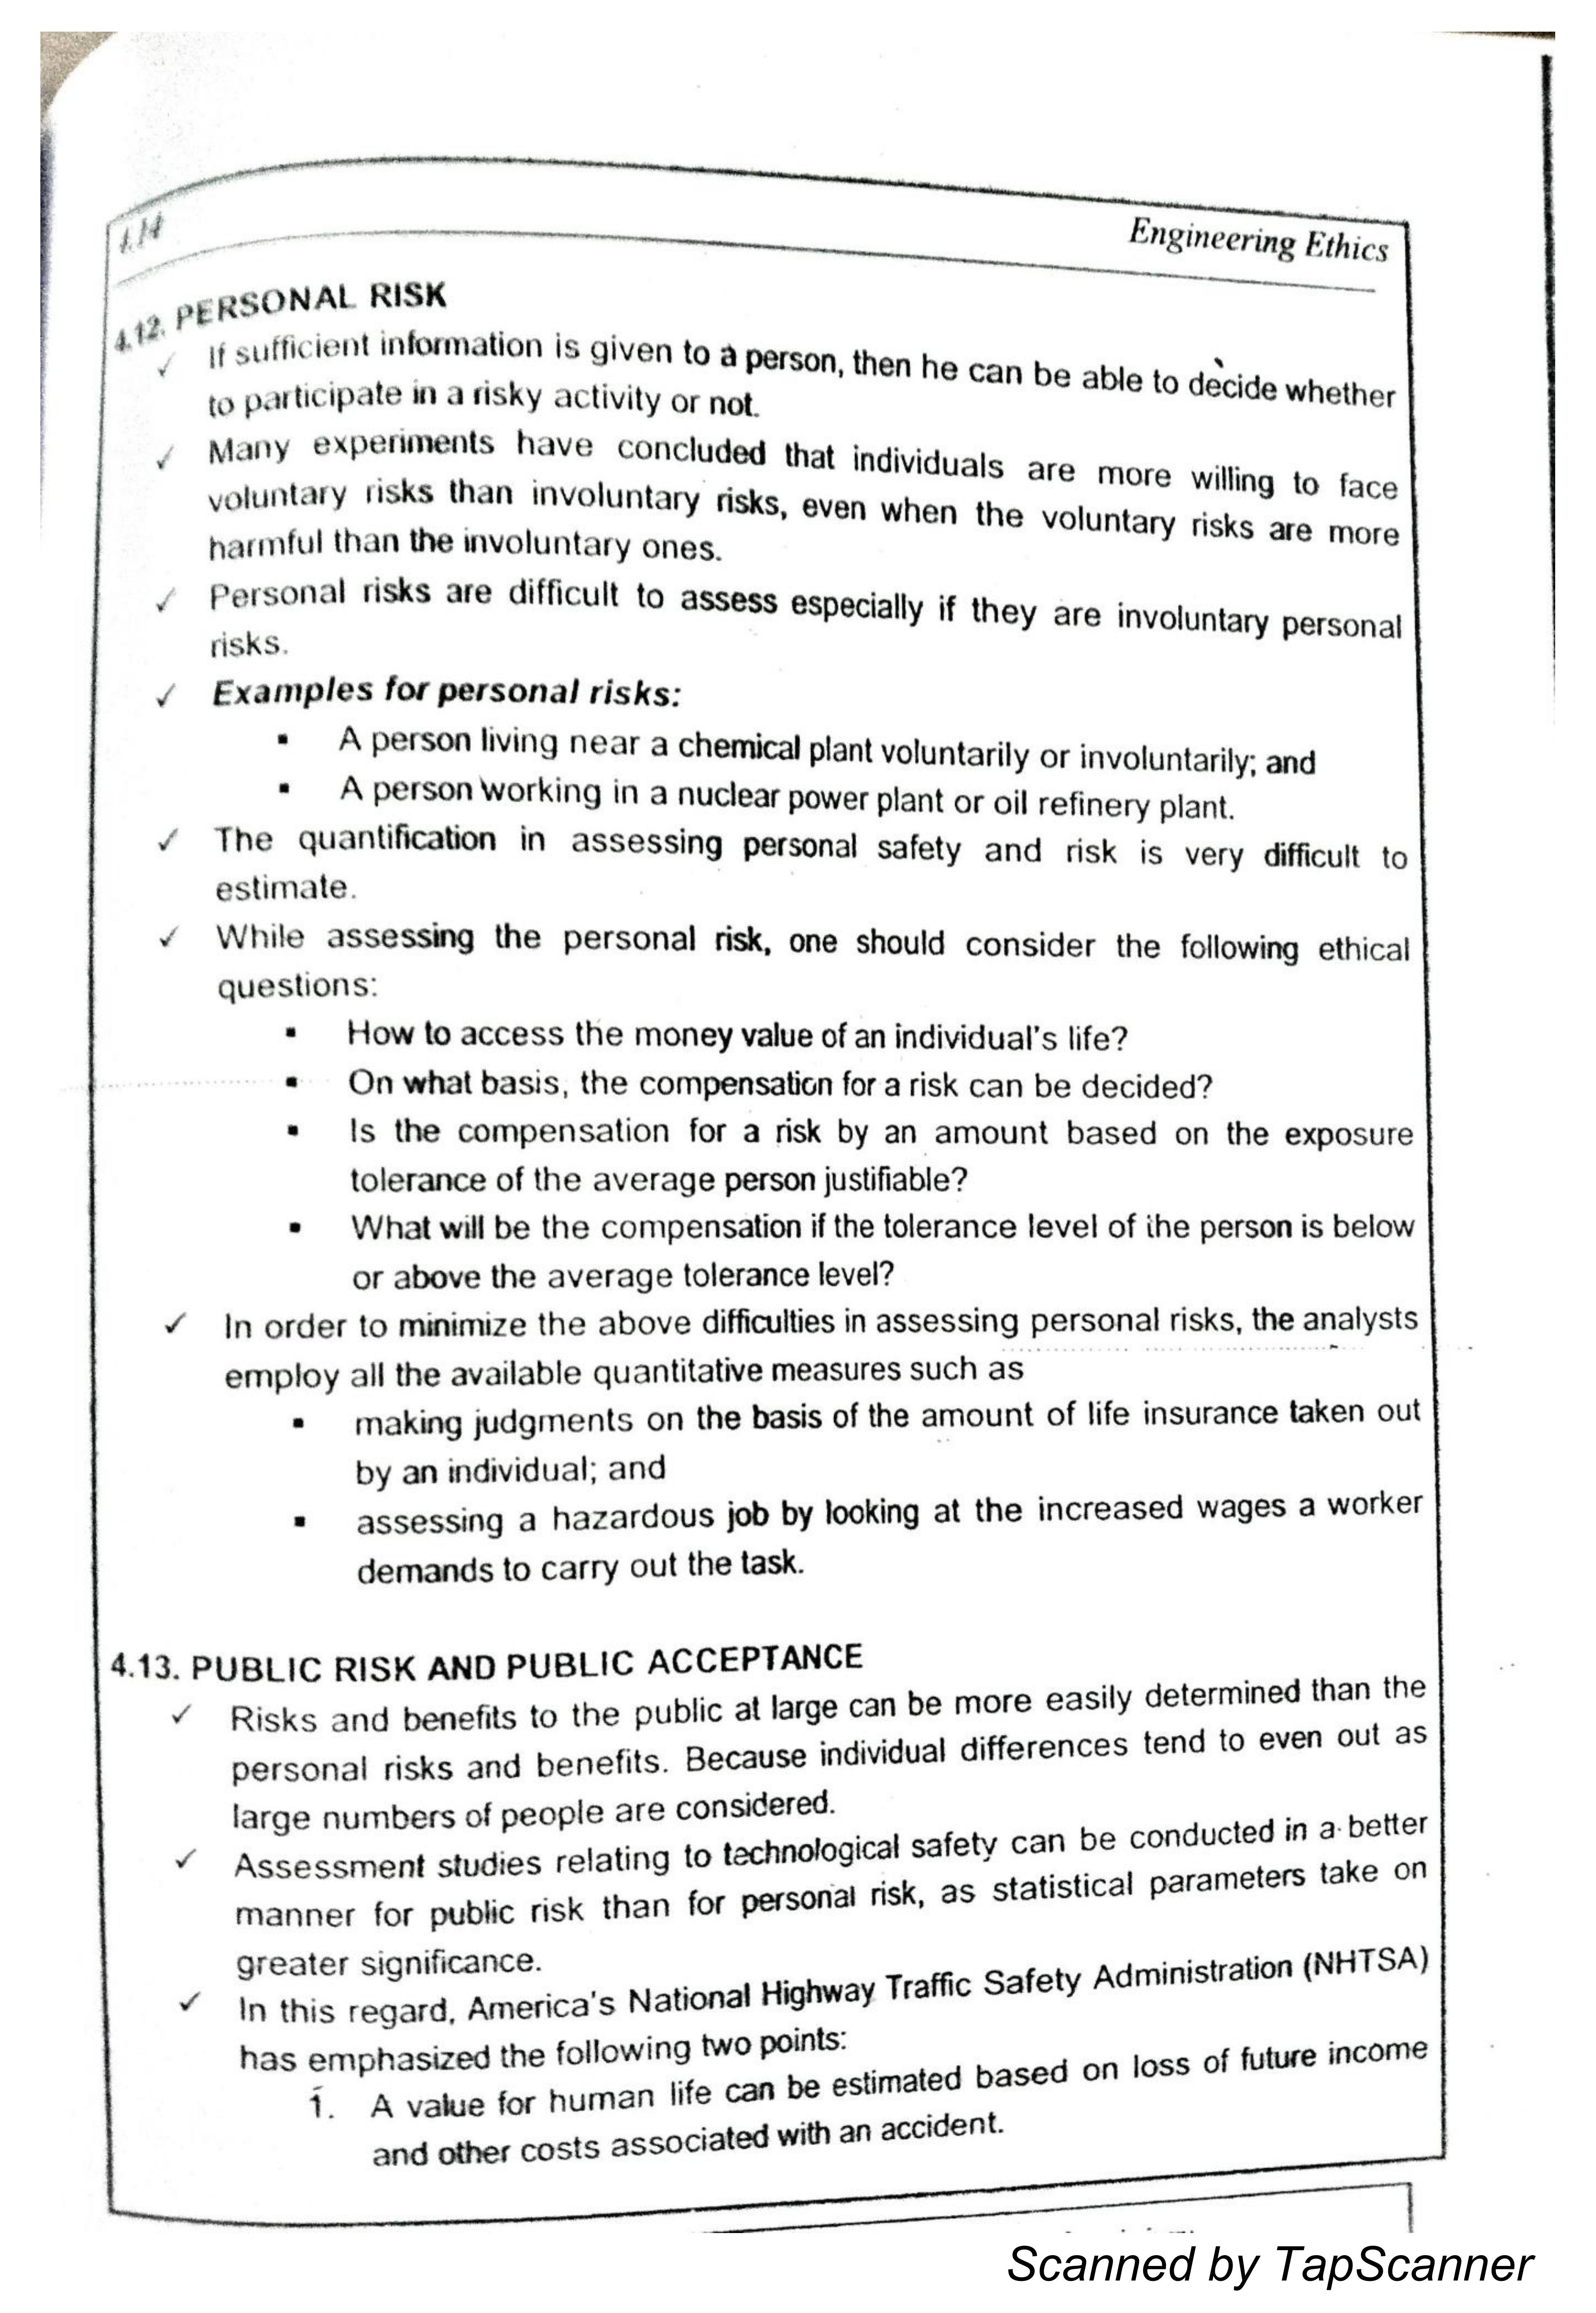 4.14
Engineering Ethics
4.12. PERSONAL RISK
✓ If sufficient information is given to a person, then he can be able to decide whether
to participate in a risky activity or not.
✓ Many experiments have concluded that individuals are more willing to face
voluntary risks than involuntary risks, even when the voluntary risks are more
harmful than the involuntary ones.
✓ Personal risks are difficult to assess especially if they are involuntary personal
risks.
✓ Examples for personal risks:
▪ A person living near a chemical plant voluntarily or involuntarily; and
▪ A person working in a nuclear power plant or oil refinery plant.
✓ The quantification in assessing personal safety and risk is very difficult to
estimate.
✓ While assessing the personal risk, one should consider the following ethical
questions:
▪ How to access the money value of an individual's life?
▪ On what basis, the compensation for a risk can be decided?
▪ Is the compensation for a risk by an amount based on the exposure
tolerance of the average person justifiable?
▪ What will be the compensation if the tolerance level of the person is below
or above the average tolerance level?
✓ In order to minimize the above difficulties in assessing personal risks, the analysts
employ all the available quantitative measures such as
▪ making judgments on the basis of the amount of life insurance taken out
by an individual; and
▪ assessing a hazardous job by looking at the increased wages a worker
demands to carry out the task.
4.13. PUBLIC RISK AND PUBLIC ACCEPTANCE
✓ Risks and benefits to the public at large can be more easily determined than the
personal risks and benefits. Because individual differences tend to even out as
large numbers of people are considered.
✓ Assessment studies relating to technological safety can be conducted in a better
manner for public risk than for personal risk, as statistical parameters take on
greater significance.
✓ In this regard, America's National Highway Traffic Safety Administration (NHTSA)
has emphasized the following two points:
1. A value for human life can be estimated based on loss of future income
and other costs associated with an accident.
Scanned by TapScanner